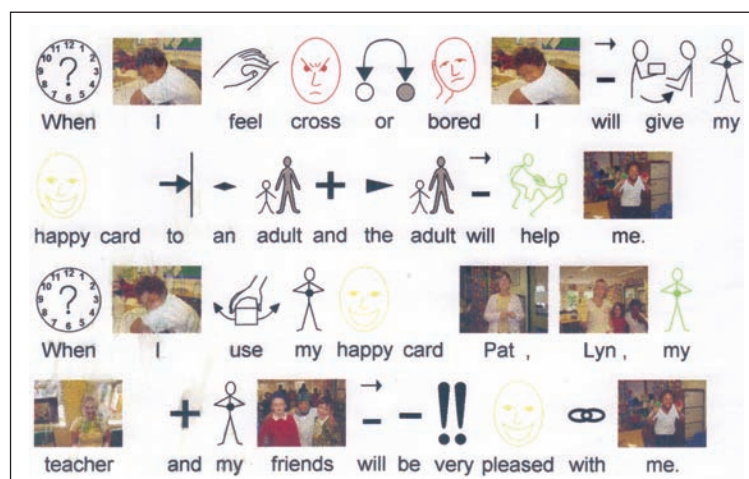 When I feel cross or bored I will give my
happy card to an adult and the adult will help me.
When I use my happy card Pat , Lyn , my
teacher and my friends will be very pleased with me.